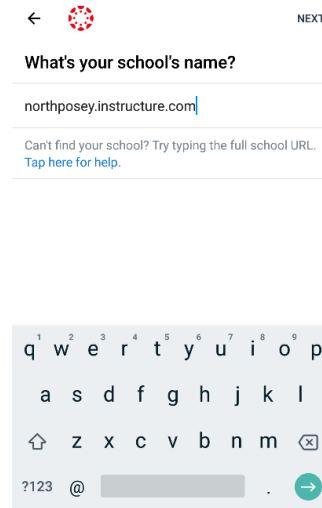 NEXT
What's your school's name?
northposey.instructure.com
Can't find your school? Try typing the full school URL.
Tap here for help.
1 2 3 4 5 6 7 8 9
q w e r t y u i o p
a s d f g h j k l
z x c v b n m
?123 @ .